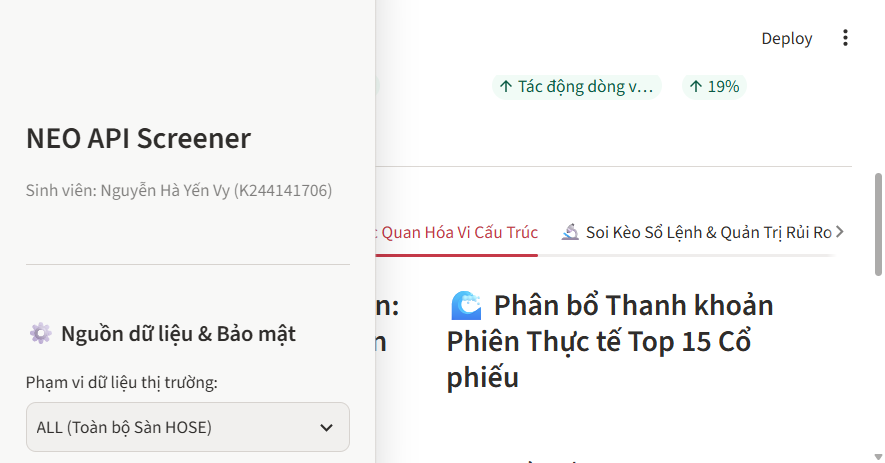 Deploy
↑ Tác động dòng v…
↑ 19%
NEO API Screener
Sinh viên: Nguyễn Hà Yến Vy (K244141706)
Quan Hóa Vi Cấu Trúc
Soi Kèo Sổ Lệnh & Quản Trị Rủi Ro
Nguồn dữ liệu & Bảo mật
Phạm vi dữ liệu thị trường:
ALL (Toàn bộ Sàn HOSE)
Phân bổ Thanh khoản
Phiên Thực tế Top 15 Cổ
phiếu